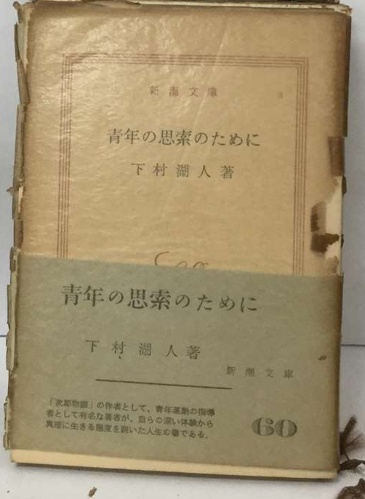 新潮文庫
青年の思索のために
下村湖人著
青年の思索のために
下村湖人著
新潮文庫
「次郎物語」の作者として、青年運動の指導
者として有名な著者が、自らの深い体験から
真理に生きる態度を説いた人生の書である。
60